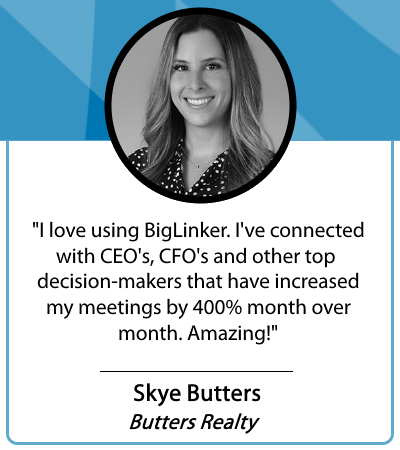 "I love using BigLinker. I've connected
with CEO's, CFO's and other top
decision-makers that have increased
my meetings by 400% month over
month. Amazing!"
Skye Butters
Butters Realty